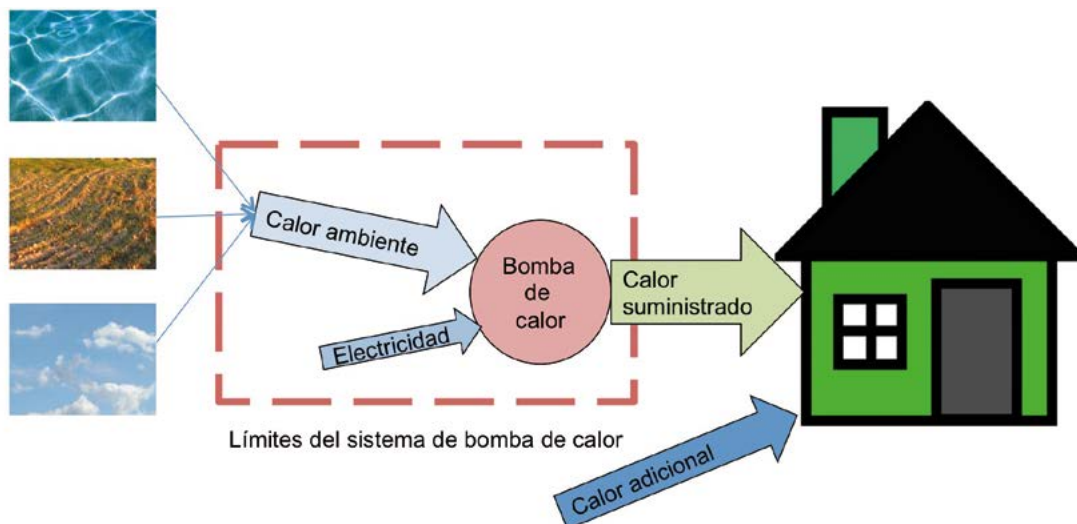 Calor ambiente
Bomba
de
calor
Calor
suministrado
Electricidad
Límites del sistema de bomba de calor
Calor adicional